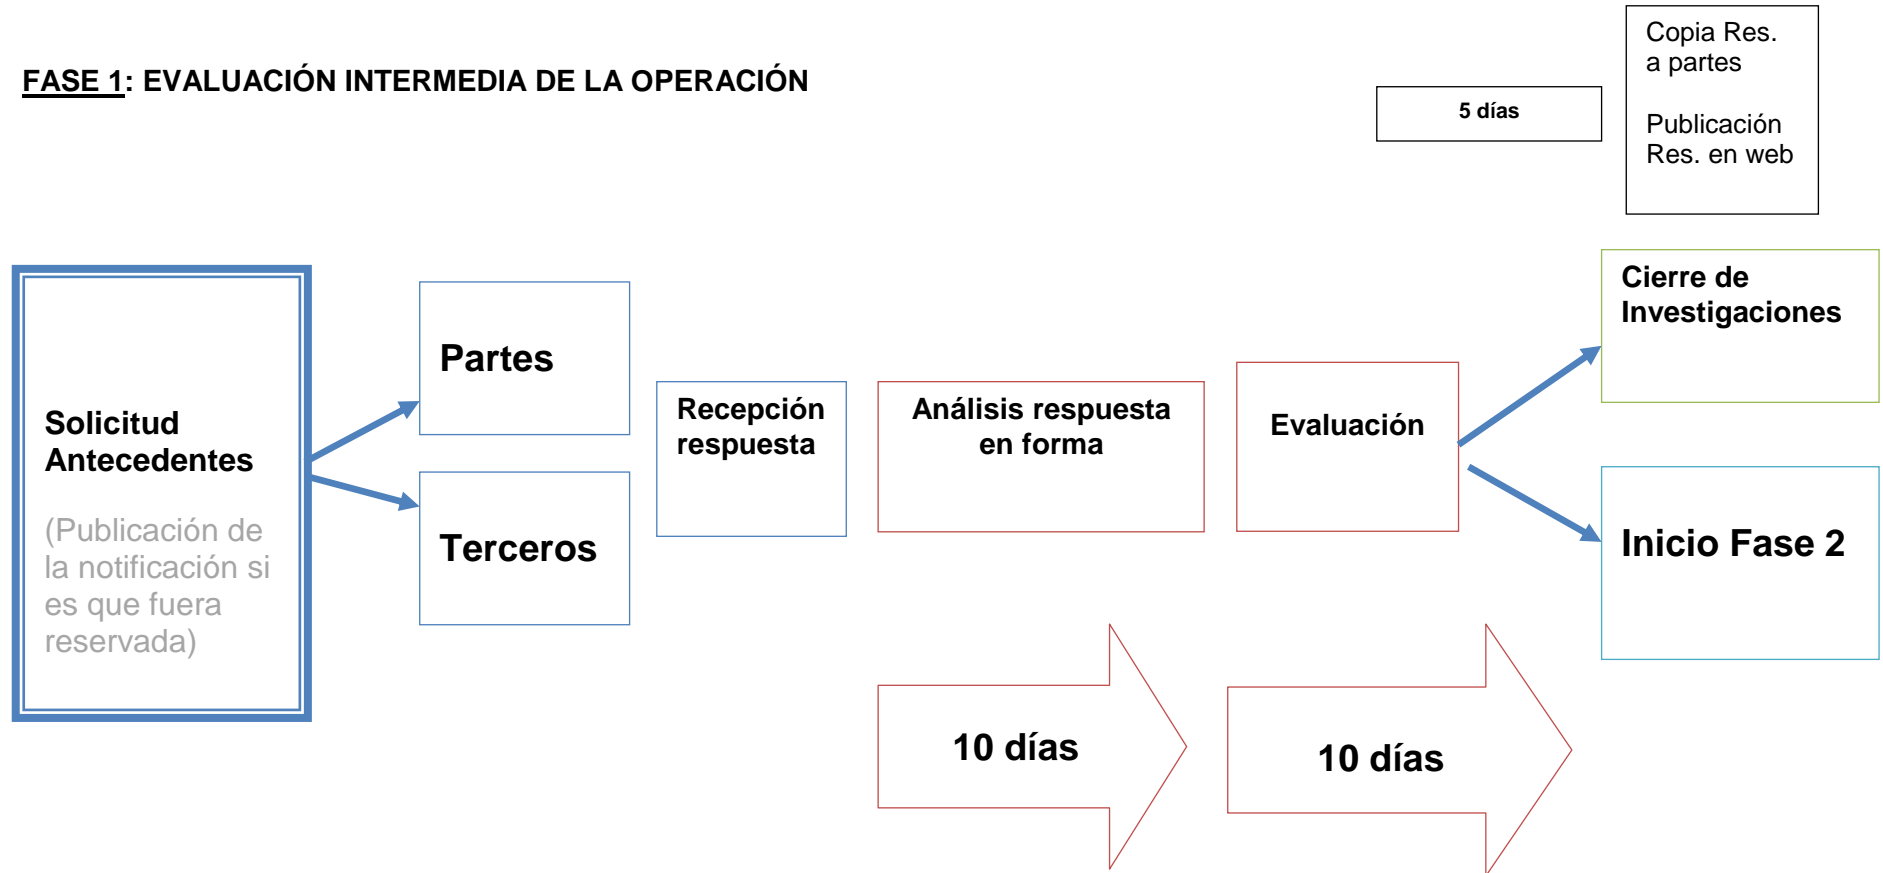 FASE 1: EVALUACIÓN INTERMEDIA DE LA OPERACIÓN
5 días
Copia Res.
a partes
Publicación
Res. en web
Solicitud
Antecedentes
(Publicación de
la notificación si
es que fuera
reservada)
Partes
Terceros
Recepción
respuesta
Análisis respuesta
en forma
Evaluación
Cierre de
Investigaciones
Inicio Fase 2
10 días
10 días